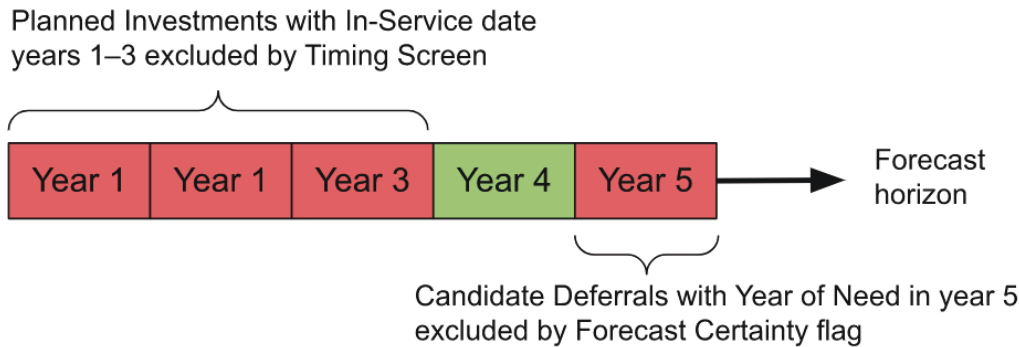 Planned Investments with In-Service date
years 1–3 excluded by Timing Screen
Year 1
Year 1
Year 3
Year 4
Year 5
Forecast
horizon
Candidate Deferrals with Year of Need in year 5
excluded by Forecast Certainty flag